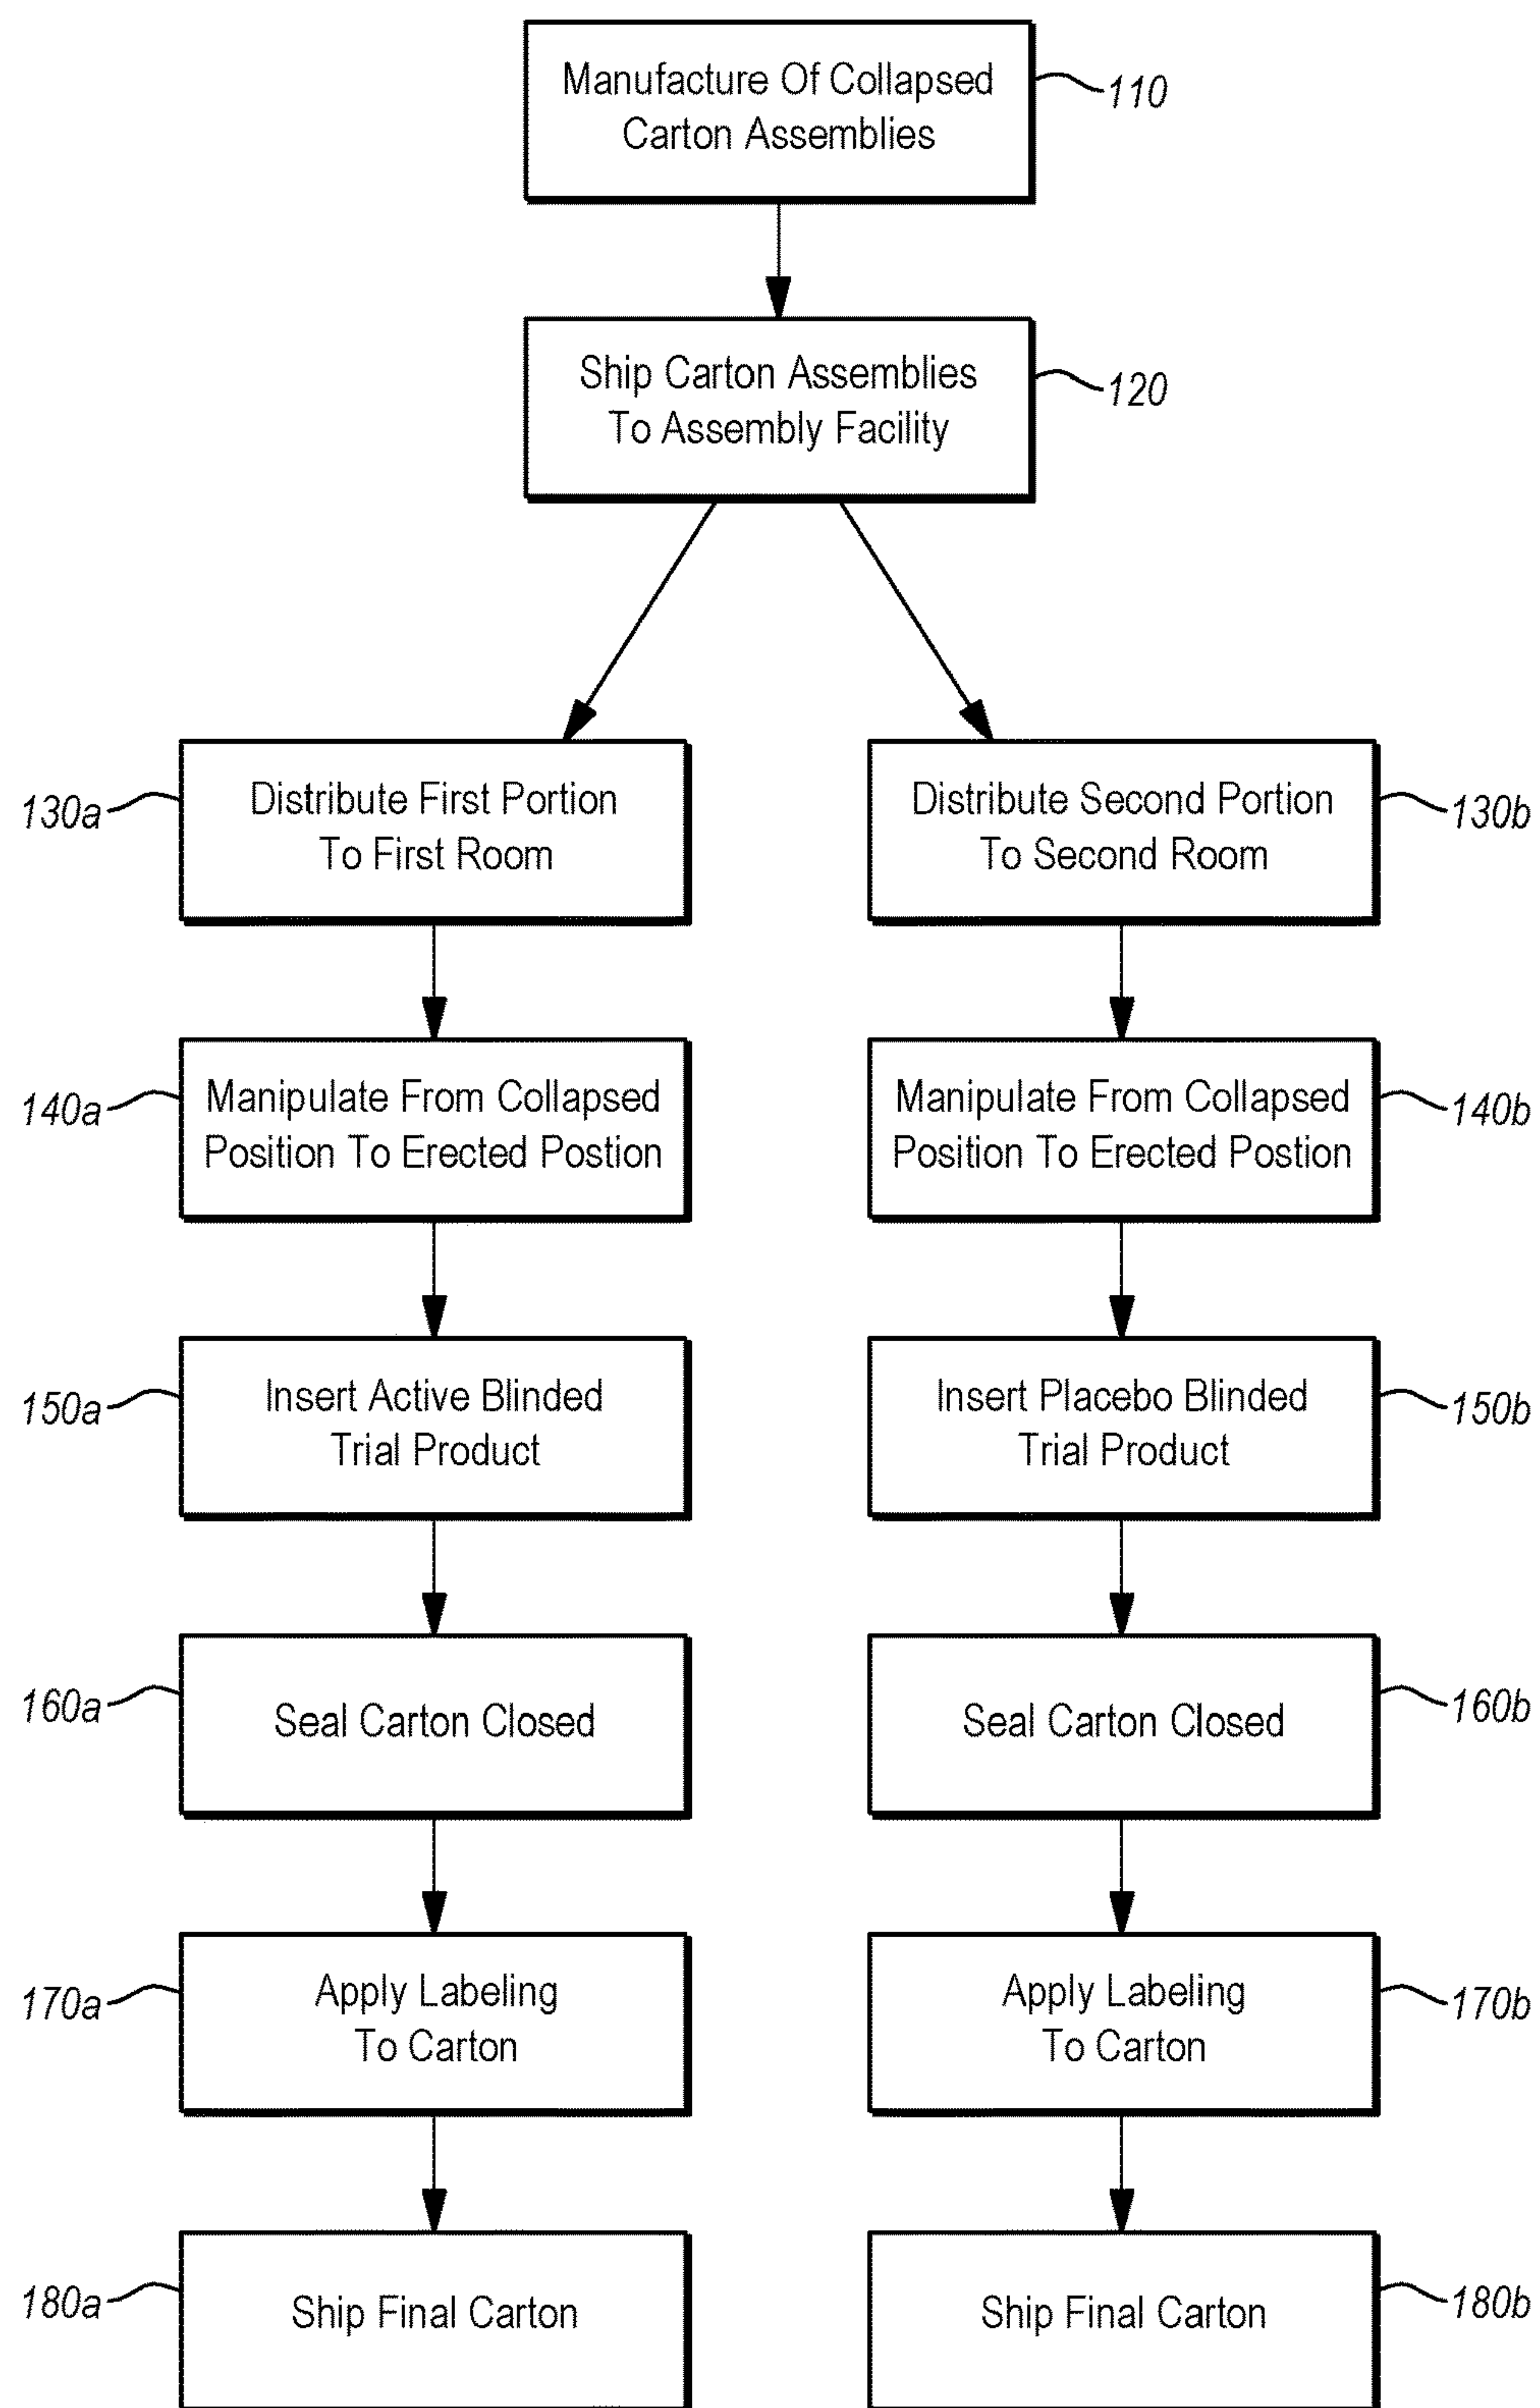 Manufacture Of Collapsed
Carton Assemblies
110
Ship Carton Assemblies
To Assembly Facility
120
130a
Distribute First Portion
To First Room
Distribute Second Portion
To Second Room
130b
140a
Manipulate From Collapsed
Position To Erected Postion
Manipulate From Collapsed
Position To Erected Postion
140b
150a
Insert Active Blinded
Trial Product
Insert Placebo Blinded
Trial Product
150b
160a
Seal Carton Closed
Seal Carton Closed
160b
170a
Apply Labeling
To Carton
Apply Labeling
To Carton
170b
180a
Ship Final Carton
Ship Final Carton
180b